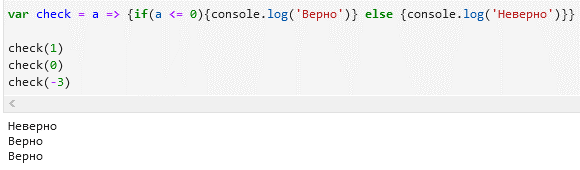 var check = a => {if(a <= 0){console.log('Верно')} else {console.log('Неверно')}}
check(1)
check(0)
check(-3)
Неверно
Верно
Верно